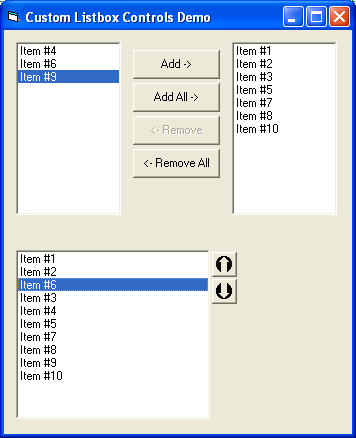 Custom Listbox Controls Demo
Item #4
Item #6
Item #9
Add ->
Add All ->
<- Remove
<- Remove All
Item #1
Item #2
Item #3
Item #5
Item #7
Item #8
Item #10
Item #1
Item #2
Item #6
Item #3
Item #4
Item #5
Item #7
Item #8
Item #9
Item #10